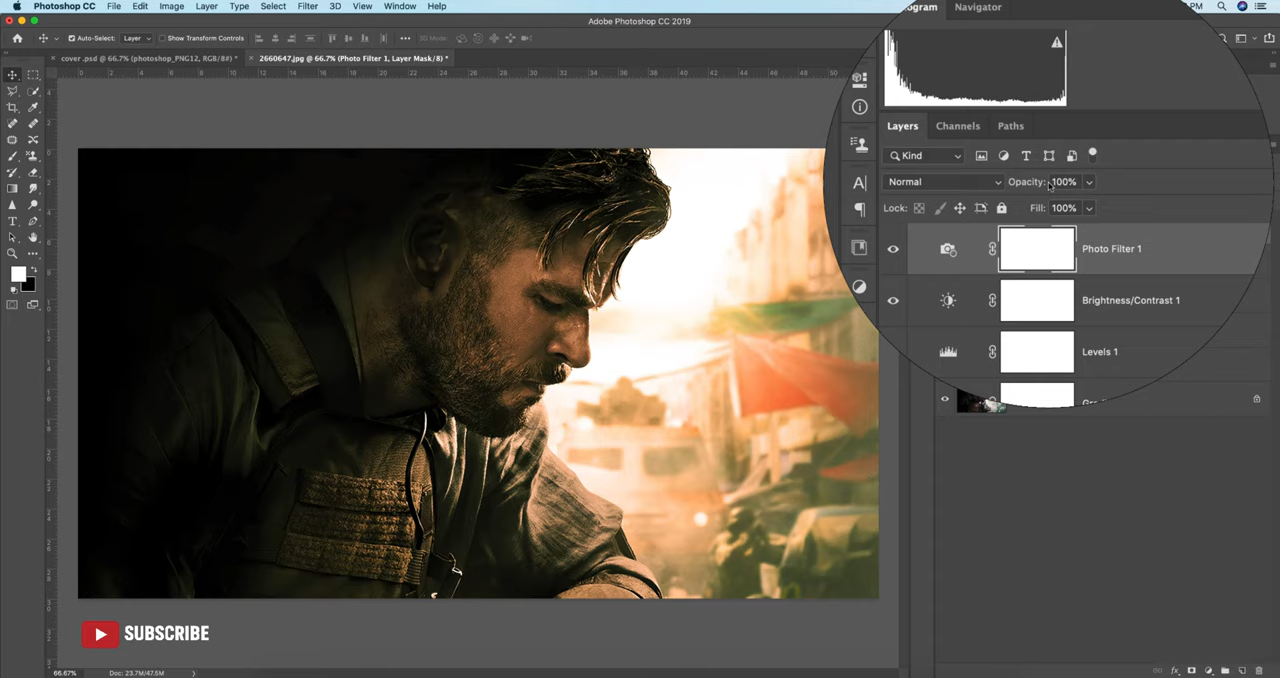 Photoshop CC File Edit Image Layer Type Select Filter 3D View Window Help
PM
Adobe Photoshop CC 2019
Auto-Select: Layer Show Transform Controls 3D Mode:
× cover .psd @ 66.7% (photoshop_PNG12, RGB/8#) * × 2660647.jpg @ 66.7% (Photo Filter 1, Layer Mask/8) *
Navigator
Layers Channels Paths
Kind
Normal Opacity: 100%
Lock: Fill: 100%
Photo Filter 1
Brightness/Contrast 1
Levels 1
SUBSCRIBE
66.67% Doc: 23.7M/47.5M